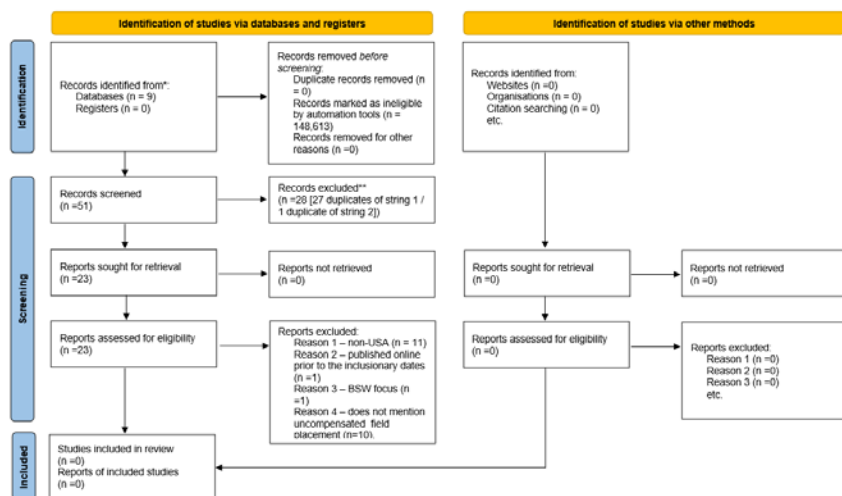 Identification of studies via databases and registers
Identification of studies via other methods
Identification
Records identified from*:
Databases (n = 9)
Registers (n = 0)
Records removed before
screening:
Duplicate records removed (n
= 0)
Records marked as ineligible
by automation tools (n =
148,613)
Records removed for other
reasons (n =0)
Records identified from:
Websites (n =0)
Organisations (n = 0)
Citation searching (n = 0)
etc.
Screening
Records screened
(n =51)
Records excluded**
(n =28 [27 duplicates of string 1 /
1 duplicate of string 2])
Reports sought for retrieval
(n =23)
Reports not retrieved
(n =0)
Reports sought for retrieval
(n =0)
Reports not retrieved
(n =0)
Reports assessed for eligibility
(n =23)
Reports excluded:
Reason 1 – non-USA (n = 11)
Reason 2 – published online
prior to the inclusionary dates
(n =1)
Reason 3 – BSW focus (n
=1)
Reason 4 – does not mention
uncompensated field
placement (n=10).
Reports assessed for eligibility
(n =0)
Reports excluded:
Reason 1 (n =0)
Reason 2 (n =0)
Reason 3 (n =0)
etc.
Included
Studies included in review
(n =0)
Reports of included studies
(n =0)